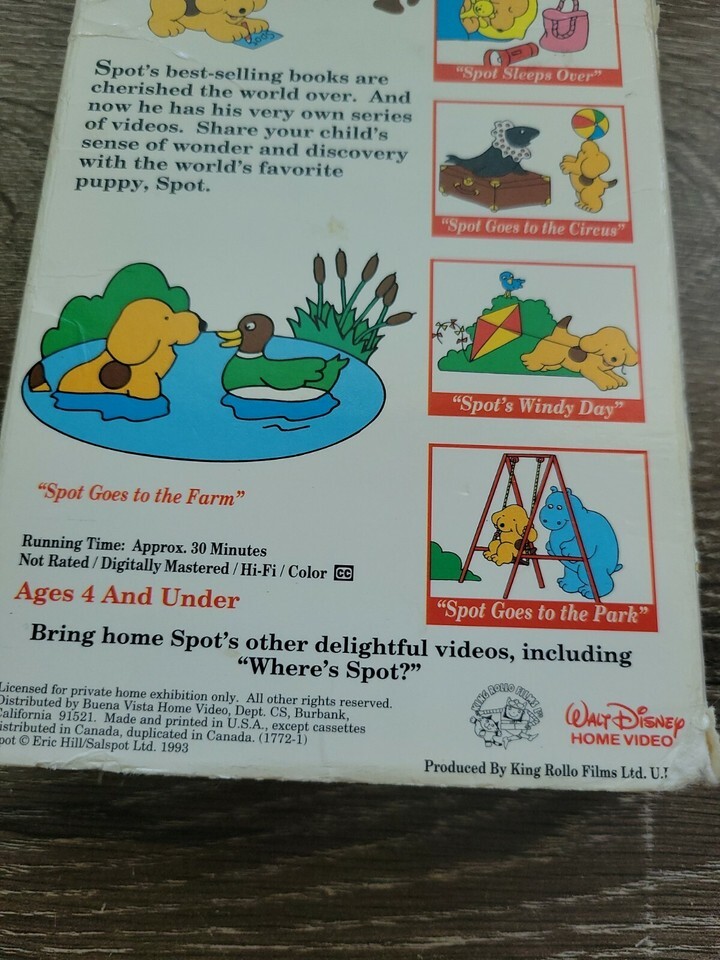 Spot's best-selling books are
cherished the world over. And
now he has his very own series
of videos. Share your child's
sense of wonder and discovery
with the world's favorite
puppy, Spot.
"Spot Sleeps Over"
"Spot Goes to the Circus"
"Spot's Windy Day"
"Spot Goes to the Park"
"Spot Goes to the Farm"
Running Time: Approx. 30 Minutes
Not Rated / Digitally Mastered / Hi-Fi / Color CC
Ages 4 And Under
Bring home Spot's other delightful videos, including
"Where's Spot?"
Licensed for private home exhibition only. All other rights reserved.
Distributed by Buena Vista Home Video, Dept. CS, Burbank,
California 91521. Made and printed in U.S.A., except cassettes
distributed in Canada, duplicated in Canada. (1772-1)
pot © Eric Hill/Salspot Ltd. 1993
KING ROLLO FILMS
WALT DISNEY
HOME VIDEO
Produced By King Rollo Films Ltd. U.